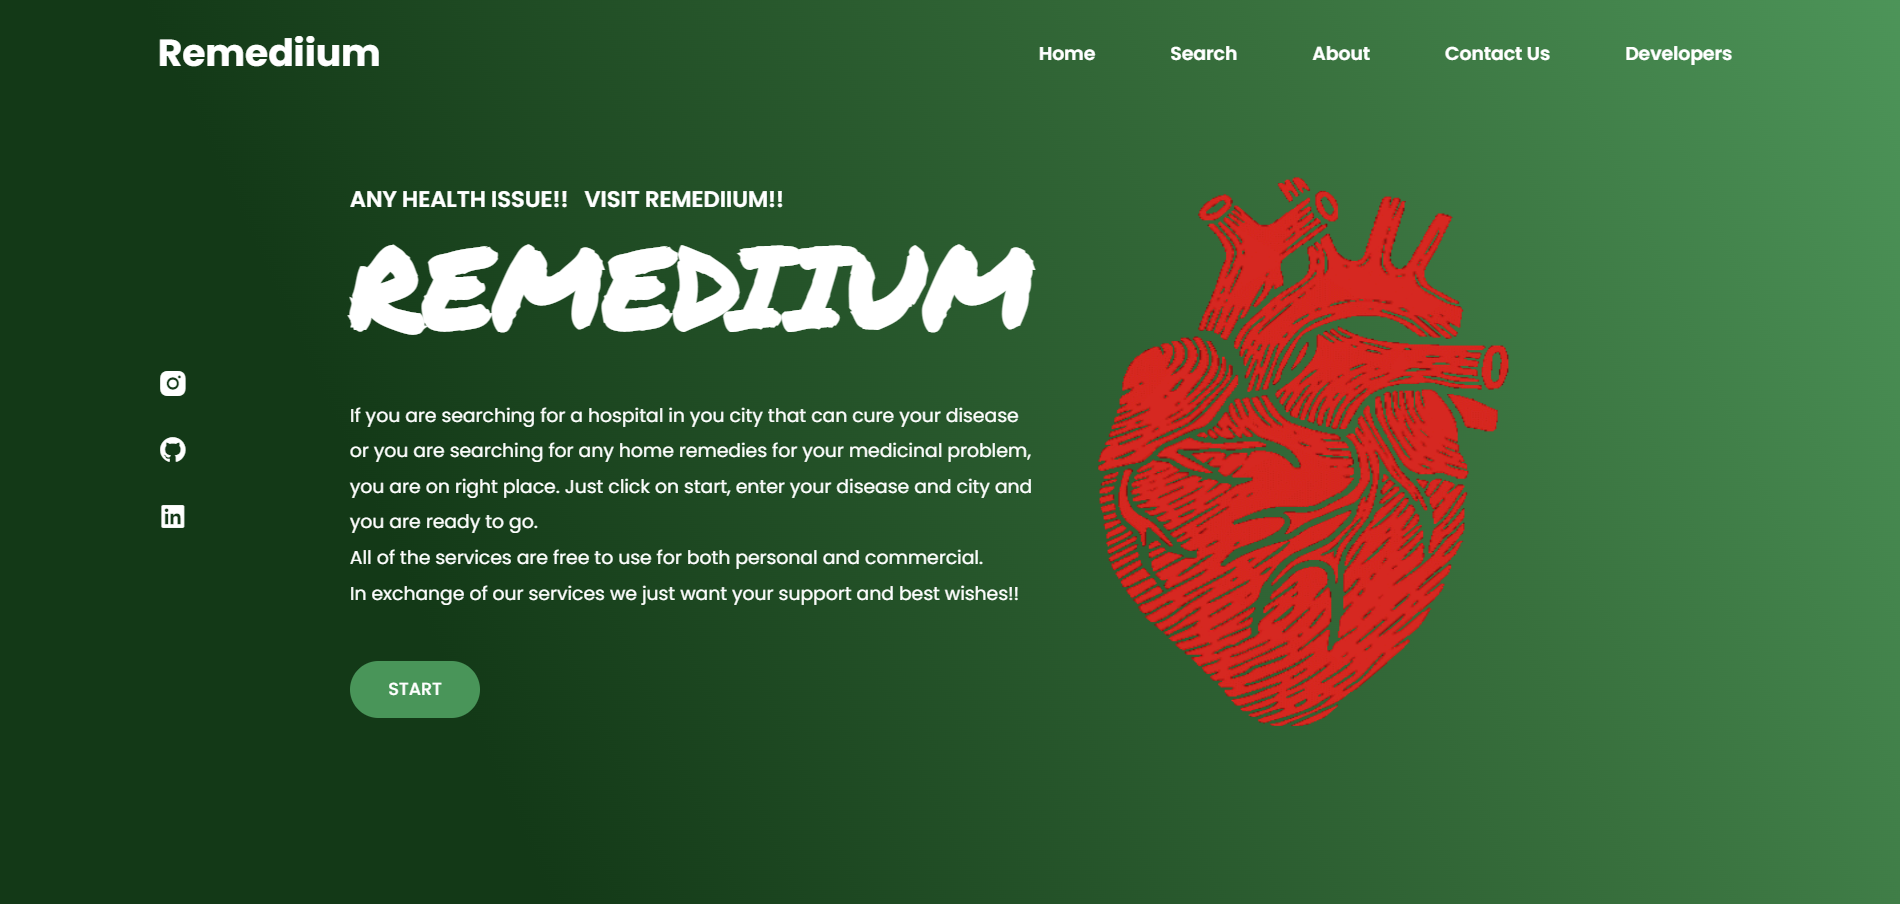 Remediium
Home Search About Contact Us Developers
ANY HEALTH ISSUE!! VISIT REMEDIIUM!!
REMEDIIUM
If you are searching for a hospital in you city that can cure your disease
or you are searching for any home remedies for your medicinal problem,
you are on right place. Just click on start, enter your disease and city and
you are ready to go.
All of the services are free to use for both personal and commercial.
In exchange of our services we just want your support and best wishes!!
in
START